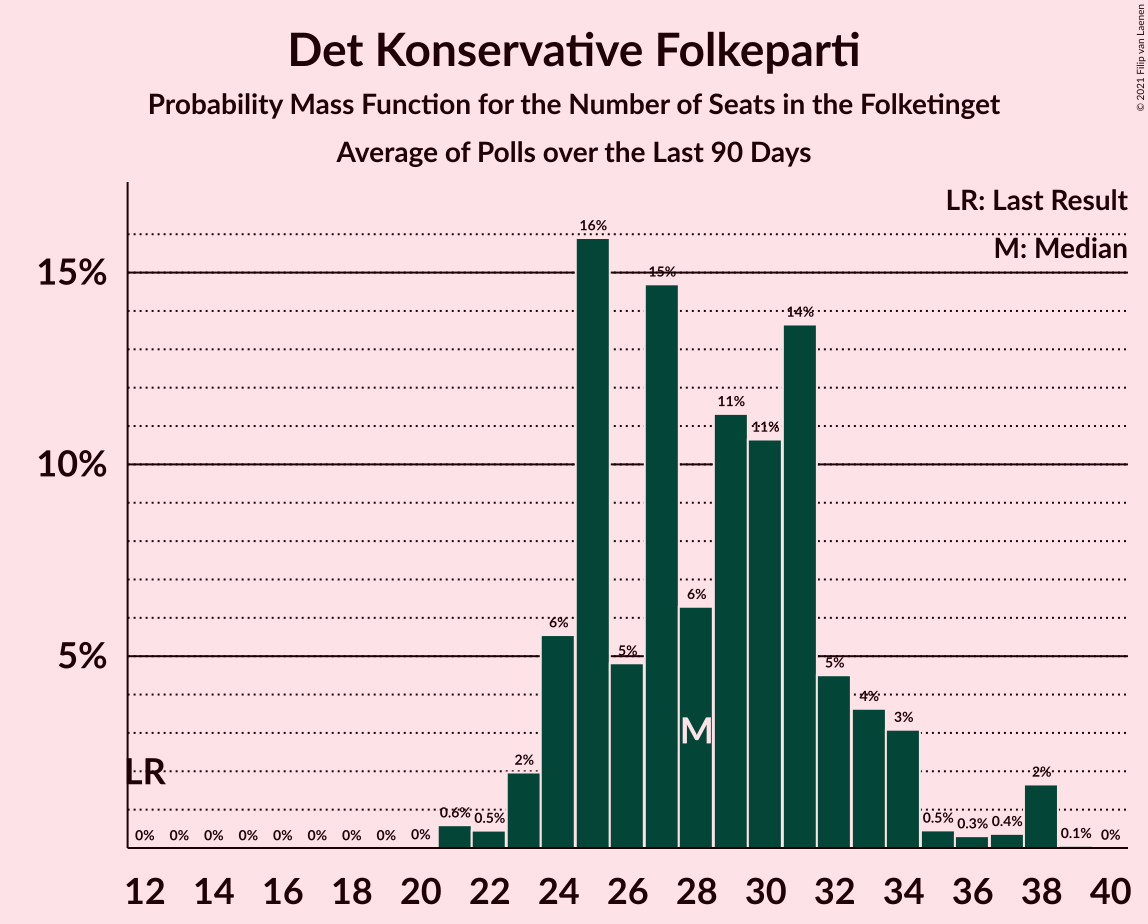 Det Konservative Folkeparti
Probability Mass Function for the Number of Seats in the Folketinget
Average of Polls over the Last 90 Days
© 2021 Filip van Laenen
LR: Last Result
M: Median
15%
10%
5%
16%
15%
14%
11%
11%
6%
6%
5%
5%
4%
3%
M
LR
2%
2%
0% 0% 0% 0% 0% 0% 0% 0% 0% 0.6% 0.5% 0.5% 0.3% 0.4% 0.1% 0%
12 14 16 18 20 22 24 26 28 30 32 34 36 38 40